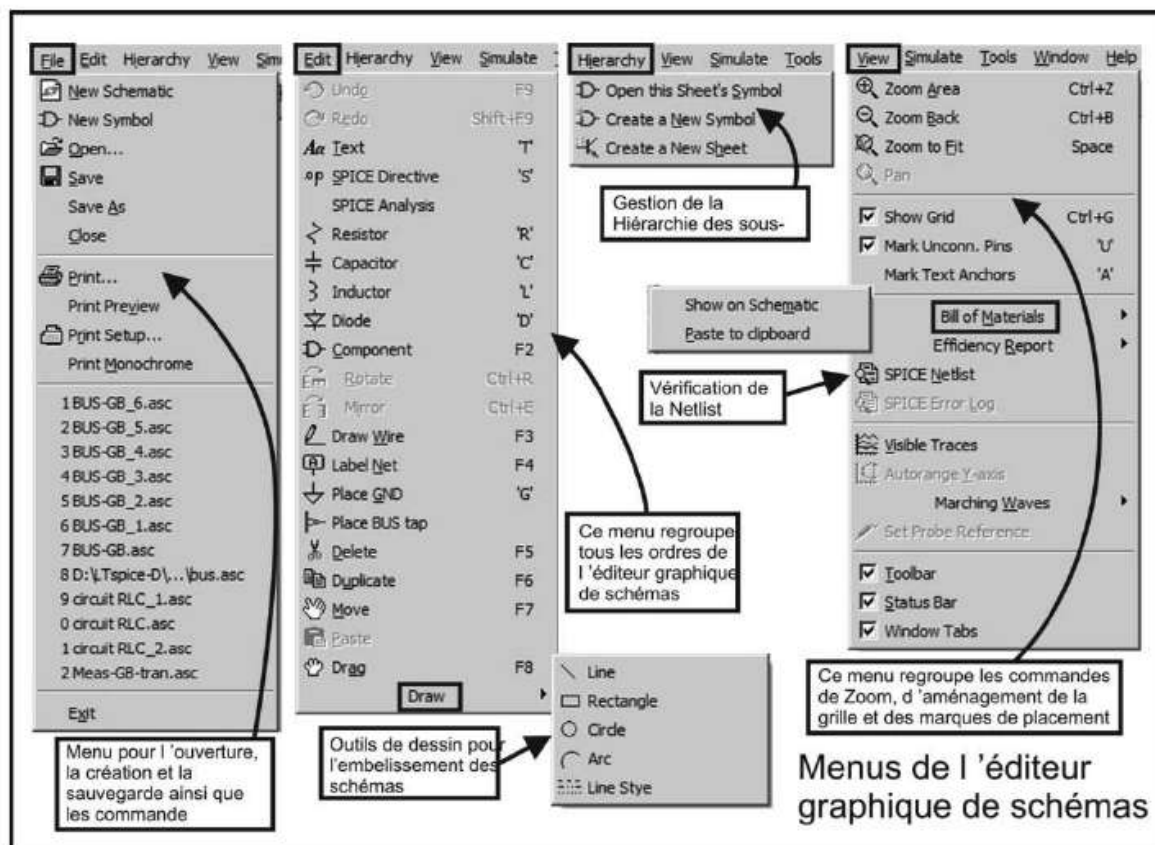 File Edit Hierarchy View
New Schematic
New Symbol
Open...
Save
Save As
Close
Print...
Print Preview
Print Setup...
Print Monochrome
1 BUS-GB_6.asc
2 BUS-GB_5.asc
3 BUS-GB_4.asc
4 BUS-GB_3.asc
5 BUS-GB_2.asc
6 BUS-GB_1.asc
7 BUS-GB.asc
8 D:\LTspice-D\...\bus.asc
9 circuit RLC_1.asc
0 circuit RLC.asc
1 circuit RLC_2.asc
2 Meas-GB-tran.asc
Exit
Menu pour l 'ouverture,
la création et la
sauvegarde ainsi que
les commande
Edit Hierarchy View Simulate
Undo F9
Redo Shift+F9
Text 'T'
SPICE Directive 'S'
SPICE Analysis
Resistor 'R'
Capacitor 'C'
Inductor 'L'
Diode 'D'
Component F2
Rotate Ctrl+R
Mirror Ctrl+E
Draw Wire F3
Label Net F4
Place GND 'G'
Place BUS tap
Delete F5
Duplicate F6
Move F7
Paste
Drag F8
Draw
Outils de dessin pour
l'embelissement des
schémas
Line
Rectangle
Circle
Arc
Line Stye
Hierarchy View Simulate Tools
Open this Sheet's Symbol
Create a New Symbol
Create a New Sheet
Gestion de la
Hiérarchie des sous-
Show on Schematic
Paste to clipboard
Vérification de
la Netlist
Ce menu regroupe
tous les ordres de
l 'éditeur graphique
de schémas
View Simulate Tools Window Help
Zoom Area Ctrl+Z
Zoom Back Ctrl+B
Zoom to Fit Space
Pan
Show Grid Ctrl+G
Mark Unconn. Pins 'U'
Mark Text Anchors 'A'
Bill of Materials
Efficiency Report
SPICE Netlist
SPICE Error Log
Visible Traces
Autorange Y-axis
Marching Waves
Set Probe Reference
Toolbar
Status Bar
Window Tabs
Ce menu regroupe les commandes
de Zoom, d 'aménagement de la
grille et des marques de placement
Menus de l 'éditeur
graphique de schémas